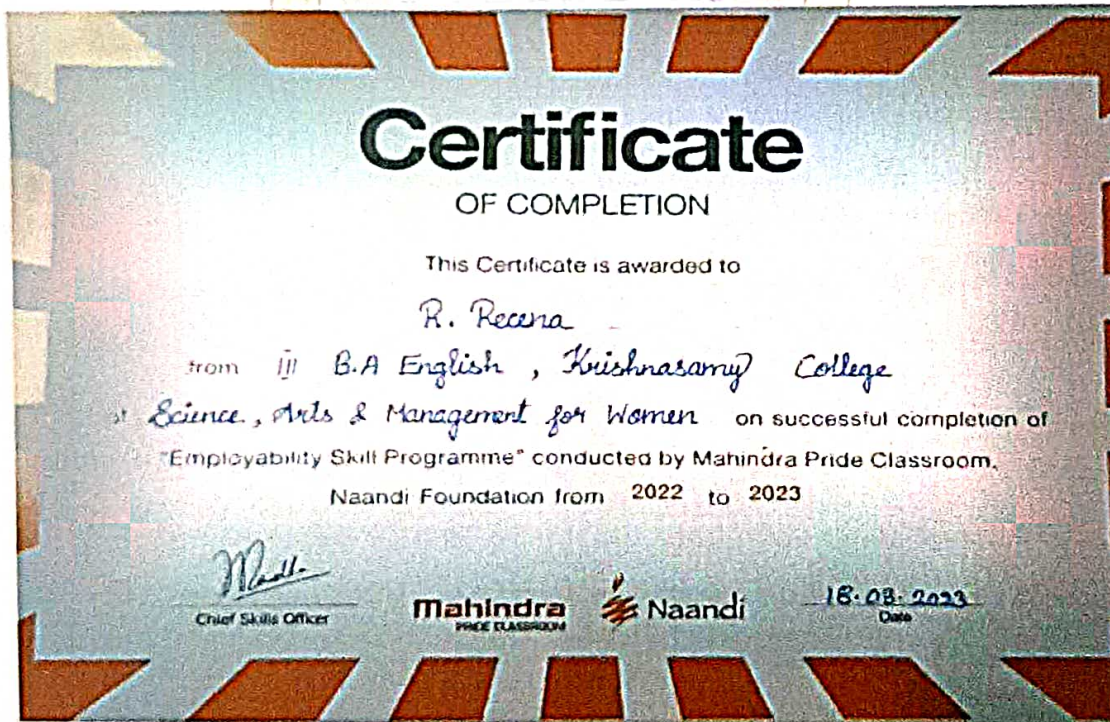 Certificate
OF COMPLETION
This Certificate is awarded to
R. Recena
from III B.A English , Krishnasamy College
of Science, Arts & Management for Women on successful completion of
"Employability Skill Programme" conducted by Mahindra Pride Classroom,
Naandi Foundation from 2022 to 2023
Chief Skills Officer
Mahindra
PRIDE CLASSROOM
Naandi
18.03.2023
Date